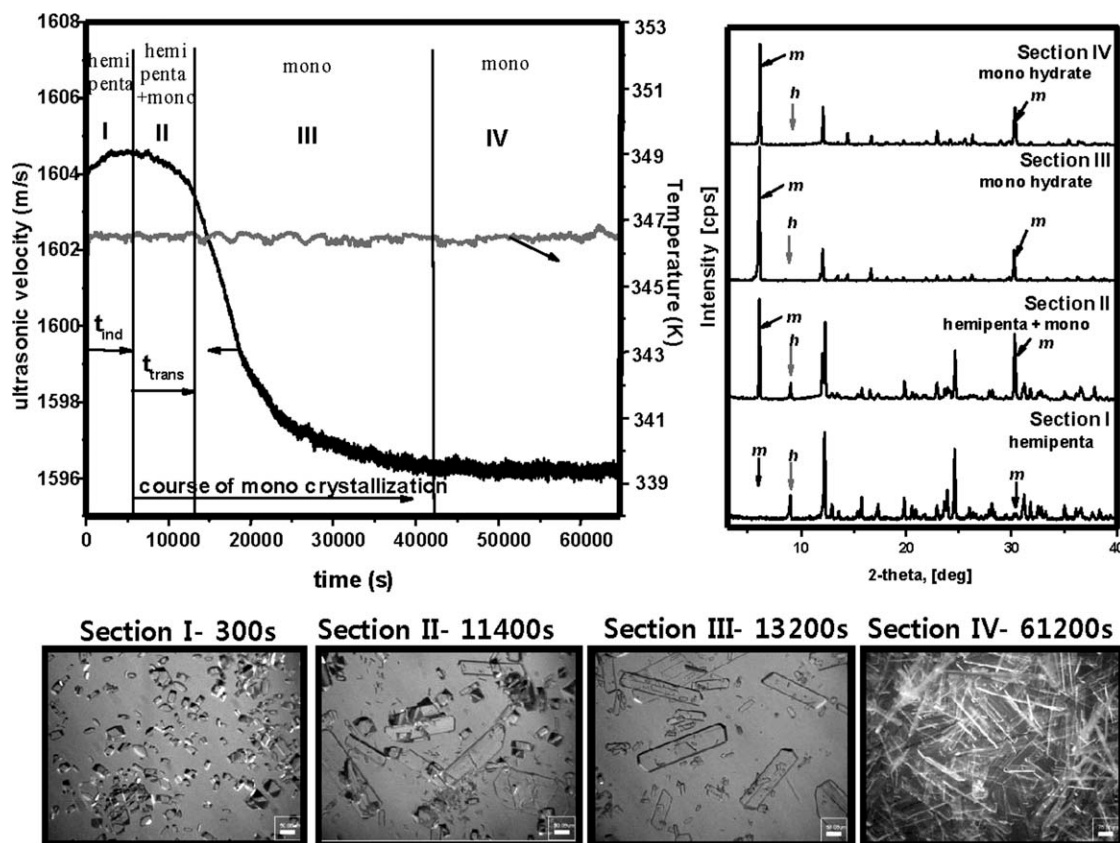 1608
1606
1604
1602
1600
1598
1596
ultrasonic velocity (m/s)
hemi
penta
hemi
penta
+mono
mono
mono
I
II
III
IV
t ind
t trans
course of mono crystallization
0
10000
20000
30000
40000
50000
60000
time (s)
353
351
349
347
345
343
341
339
Temperature (K)
Intensity [cps]
Section IV
mono hydrate
m
h
m
Section III
mono hydrate
m
h
m
Section II
hemipenta + mono
m
h
m
Section I
hemipenta
m
h
m
10
20
30
40
2-theta, [deg]
Section I- 300s
Section II- 11400s
Section III- 13200s
Section IV- 61200s